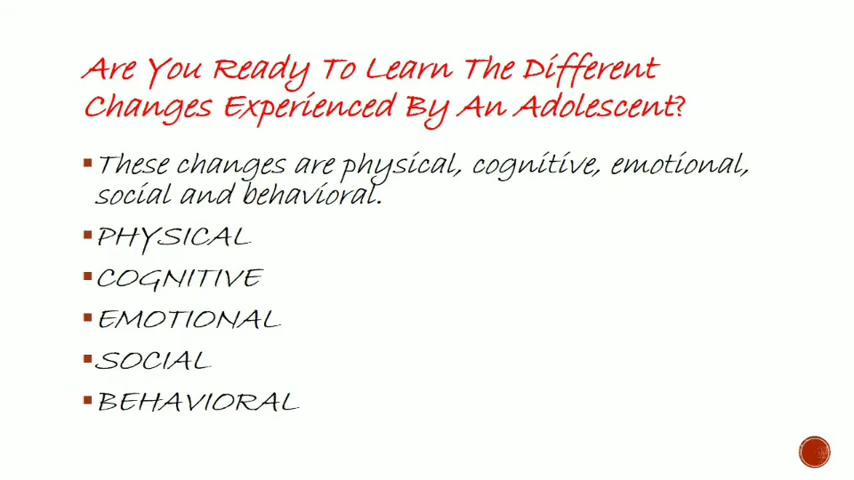 Are You Ready To Learn The Different
Changes Experienced By An Adolescent?
These changes are physical, cognitive, emotional,
social and behavioral.
PHYSICAL
COGNITIVE
EMOTIONAL
SOCIAL
BEHAVIORAL